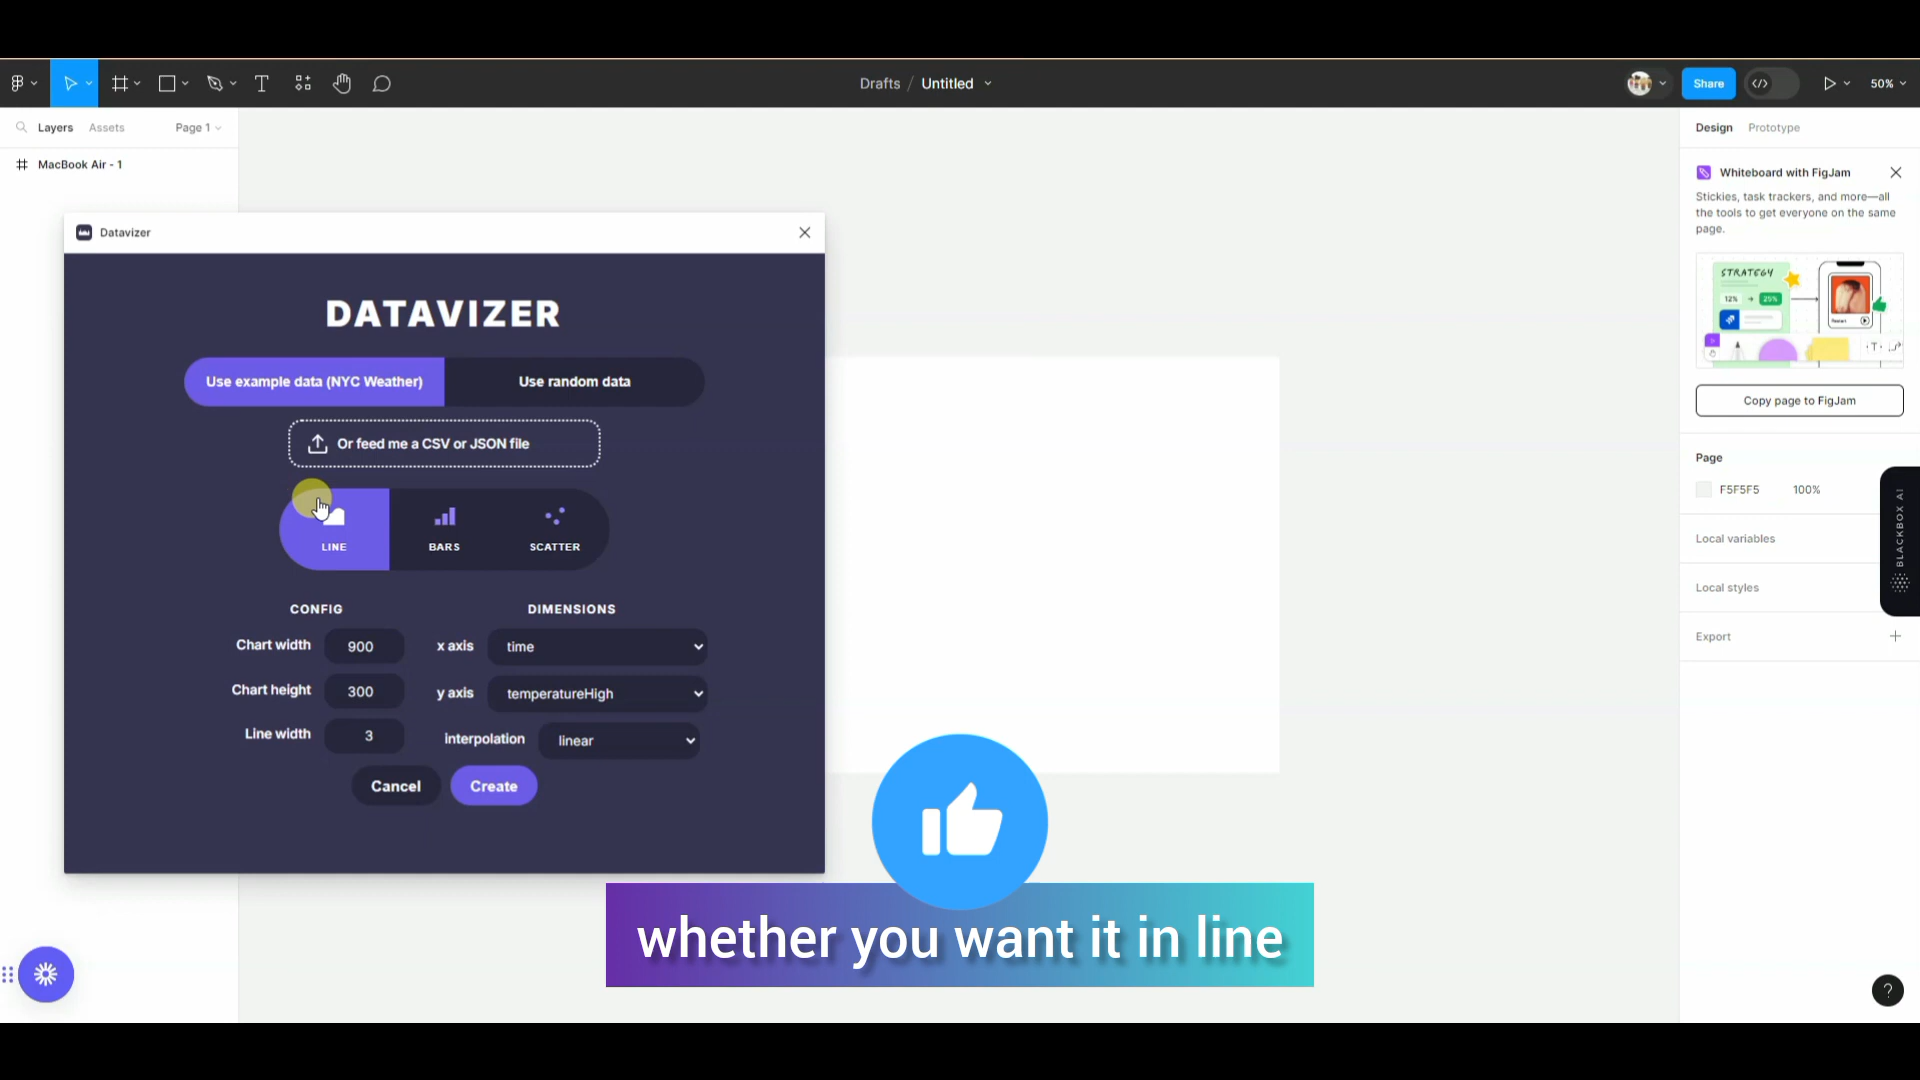 Drafts / Untitled
Share
50%
Layers Assets Page 1
MacBook Air - 1
Datavizer
DATAVIZER
Use example data (NYC Weather) Use random data
Or feed me a CSV or JSON file
LINE BARS SCATTER
CONFIG DIMENSIONS
Chart width 900 x axis time
Chart height 300 y axis temperatureHigh
Line width 3 interpolation linear
Cancel Create
whether you want it in line
Design Prototype
Whiteboard with FigJam
Stickies, task trackers, and more—all
the tools to get everyone on the same
page.
STRATEGY
12% → 25%
Copy page to FigJam
Page
F5F5F5 100%
Local variables
Local styles
Export
BLACKBOX AI
?